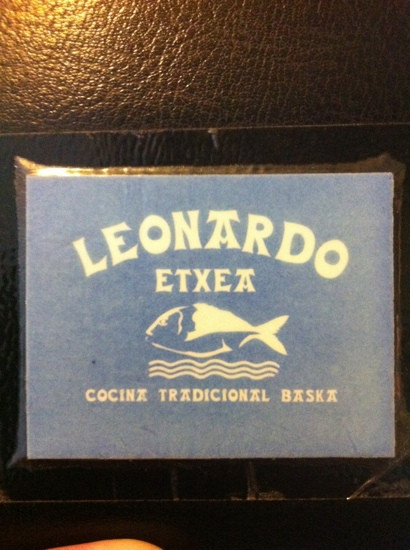 LEONARDO
ETXEA
COCINA TRADICIONAL BASKA